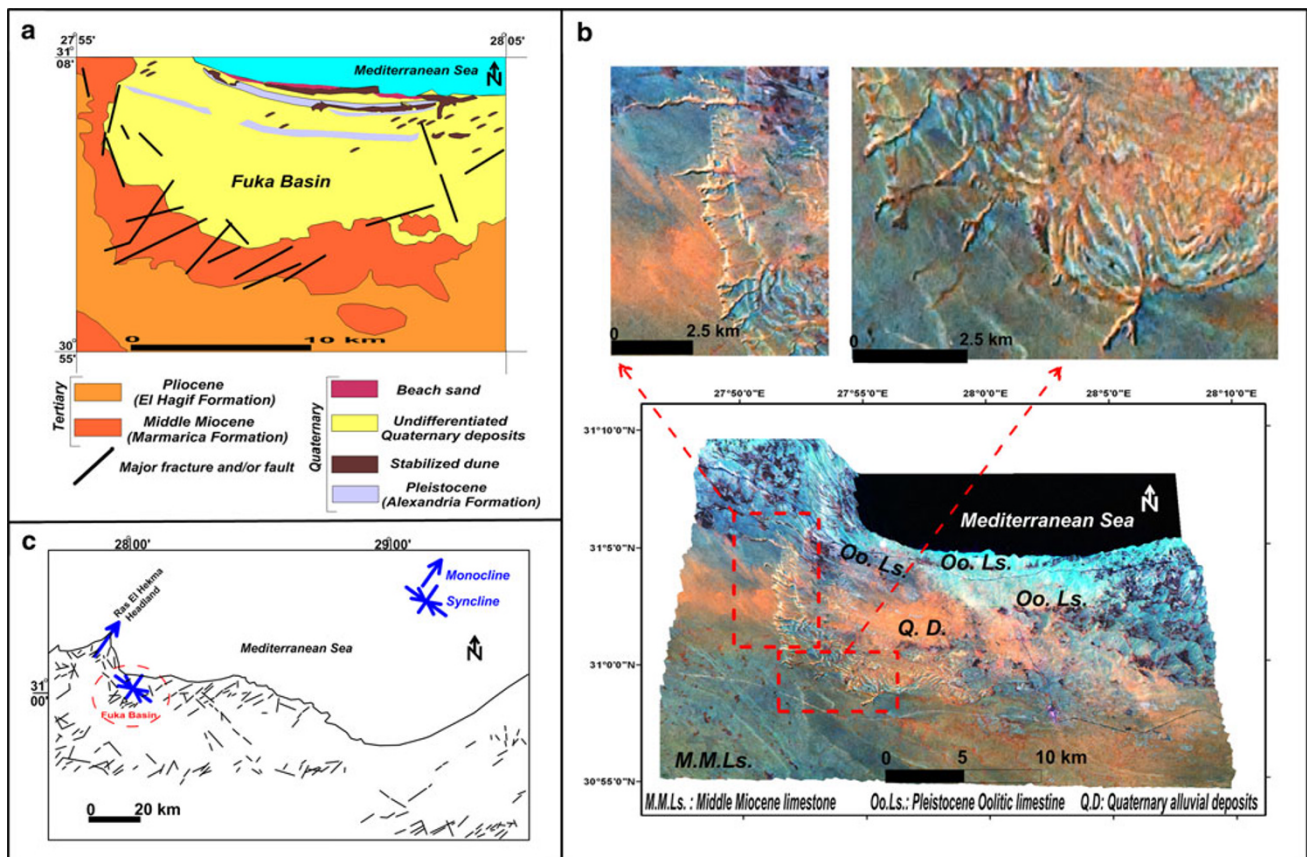 a
27°55'
28°05'
31°
08'
Mediterranean Sea
N
Fuka Basin
0
10 km
30°
55'
Tertiary
Pliocene
(El Hagif Formation)
Middle Miocene
(Marmarica Formation)
Major fracture and/or fault
Quaternary
Beach sand
Undifferentiated
Quaternary deposits
Stabilized dune
Pleistocene
(Alexandria Formation)
b
0
2.5 km
0
2.5 km
27°50'0"E
27°55'0"E
28°0'0"E
28°5'0"E
28°10'0"E
31°10'0"N
31°5'0"N
31°0'0"N
30°55'0"N
N
Mediterranean Sea
Oo. Ls.
Oo. Ls.
Oo. Ls.
Q. D.
M.M.Ls.
0
5
10 km
M.M.Ls. : Middle Miocene limestone
Oo.Ls.: Pleistocene Oolitic limestine
Q.D: Quaternary alluvial deposits
c
28°00'
29°00'
Ras El Hekma
Headland
Monocline
Syncline
N
Mediterranean Sea
31°
00'
Fuka Basin
0
20 km